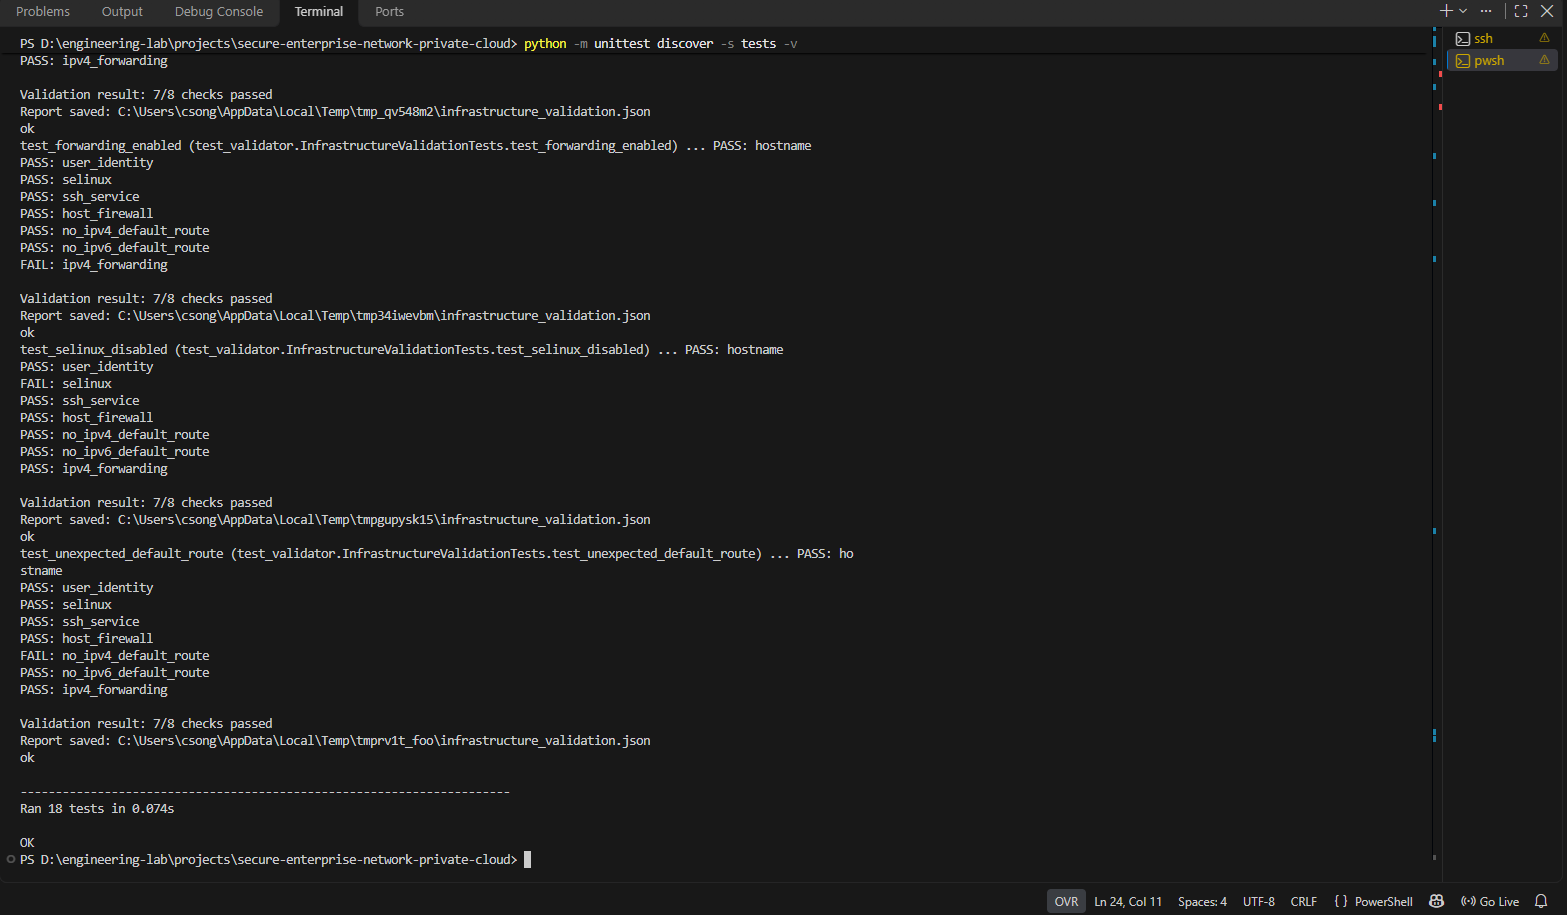 Problems Output Debug Console Terminal Ports
PS D:\engineering-lab\projects\secure-enterprise-network-private-cloud> python -m unittest discover -s tests -v
ssh
PASS: ipv4_forwarding
pwsh
Validation result: 7/8 checks passed
Report saved: C:\Users\csong\AppData\Local\Temp\tmp_qv548m2\infrastructure_validation.json
ok
test_forwarding_enabled (test_validator.InfrastructureValidationTests.test_forwarding_enabled) ... PASS: hostname
PASS: user_identity
PASS: selinux
PASS: ssh_service
PASS: host_firewall
PASS: no_ipv4_default_route
PASS: no_ipv6_default_route
FAIL: ipv4_forwarding
Validation result: 7/8 checks passed
Report saved: C:\Users\csong\AppData\Local\Temp\tmp34iwevbm\infrastructure_validation.json
ok
test_selinux_disabled (test_validator.InfrastructureValidationTests.test_selinux_disabled) ... PASS: hostname
PASS: user_identity
FAIL: selinux
PASS: ssh_service
PASS: host_firewall
PASS: no_ipv4_default_route
PASS: no_ipv6_default_route
PASS: ipv4_forwarding
Validation result: 7/8 checks passed
Report saved: C:\Users\csong\AppData\Local\Temp\tmpgupysk15\infrastructure_validation.json
ok
test_unexpected_default_route (test_validator.InfrastructureValidationTests.test_unexpected_default_route) ... PASS: ho
stname
PASS: user_identity
PASS: selinux
PASS: ssh_service
PASS: host_firewall
FAIL: no_ipv4_default_route
PASS: no_ipv6_default_route
PASS: ipv4_forwarding
Validation result: 7/8 checks passed
Report saved: C:\Users\csong\AppData\Local\Temp\tmprv1t_foo\infrastructure_validation.json
ok
----------------------------------------------------------------------
Ran 18 tests in 0.074s
OK
PS D:\engineering-lab\projects\secure-enterprise-network-private-cloud>
OVR Ln 24, Col 11 Spaces: 4 UTF-8 CRLF { } PowerShell Go Live